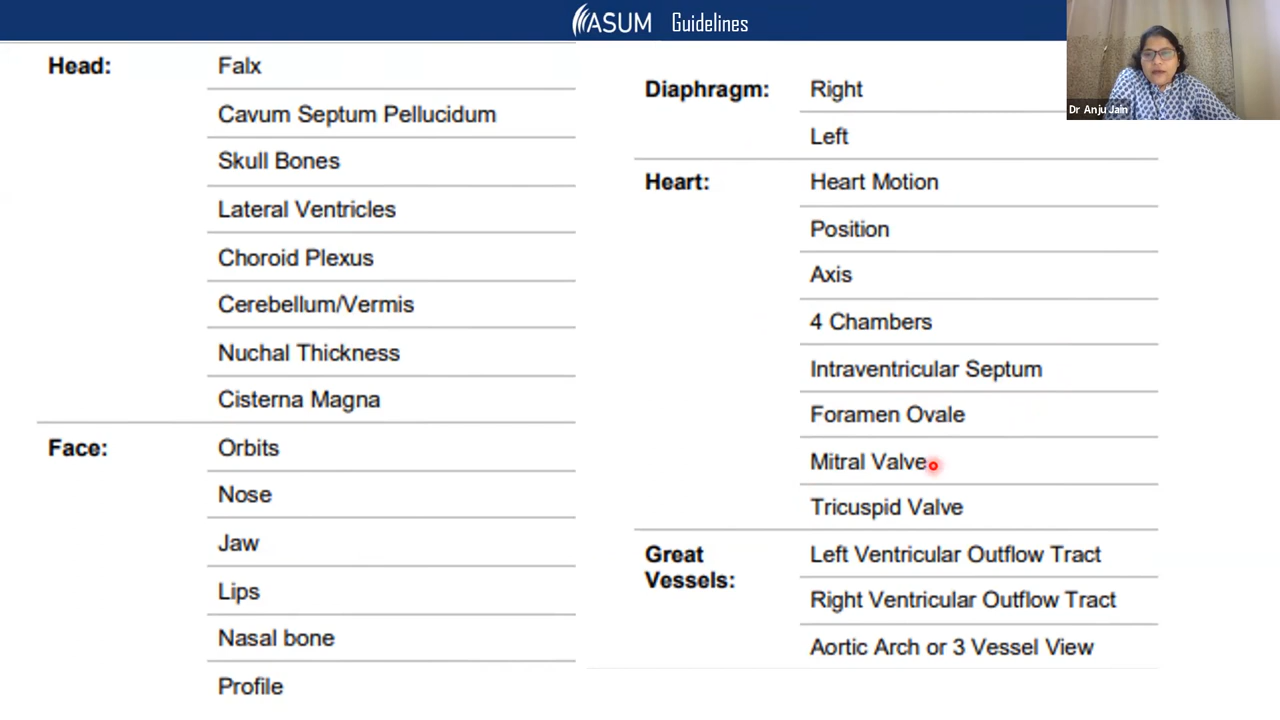 ASUM Guidelines
Head: Falx
Cavum Septum Pellucidum
Skull Bones
Lateral Ventricles
Choroid Plexus
Cerebellum/Vermis
Nuchal Thickness
Cisterna Magna
Face: Orbits
Nose
Jaw
Lips
Nasal bone
Profile
Diaphragm: Right
Left
Heart: Heart Motion
Position
Axis
4 Chambers
Intraventricular Septum
Foramen Ovale
Mitral Valve
Tricuspid Valve
Great Vessels: Left Ventricular Outflow Tract
Right Ventricular Outflow Tract
Aortic Arch or 3 Vessel View
Dr Anju Jain